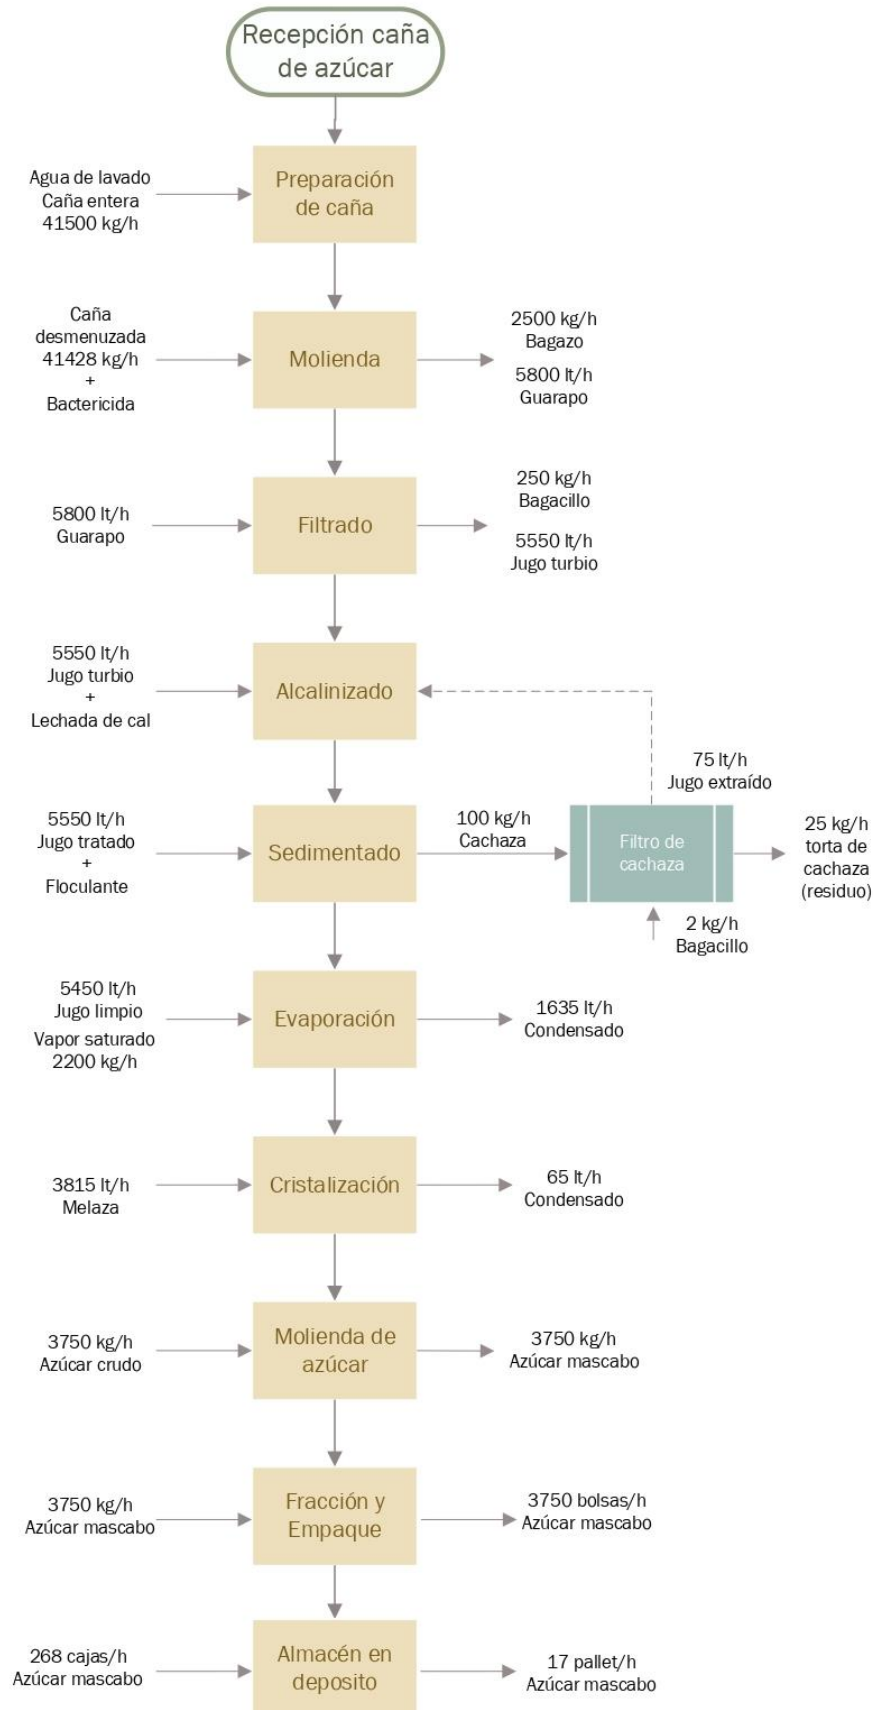 Recepción caña
de azúcar
Agua de lavado
Caña entera
41500 kg/h
Preparación
de caña
Caña
desmenuzada
41428 kg/h
+
Bactericida
Molienda
2500 kg/h
Bagazo
5800 lt/h
Guarapo
5800 lt/h
Guarapo
Filtrado
250 kg/h
Bagacillo
5550 lt/h
Jugo turbio
5550 lt/h
Jugo turbio
+
Lechada de cal
Alcalinizado
75 lt/h
Jugo extraído
5550 lt/h
Jugo tratado
+
Floculante
Sedimentado
100 kg/h
Cachaza
Filtro de
cachaza
25 kg/h
torta de
cachaza
(residuo)
2 kg/h
Bagacillo
5450 lt/h
Jugo limpio
Vapor saturado
2200 kg/h
Evaporación
1635 lt/h
Condensado
3815 lt/h
Melaza
Cristalización
65 lt/h
Condensado
3750 kg/h
Azúcar crudo
Molienda de
azúcar
3750 kg/h
Azúcar mascabo
3750 kg/h
Azúcar mascabo
Fracción y
Empaque
3750 bolsas/h
Azúcar mascabo
268 cajas/h
Azúcar mascabo
Almacén en
deposito
17 pallet/h
Azúcar mascabo